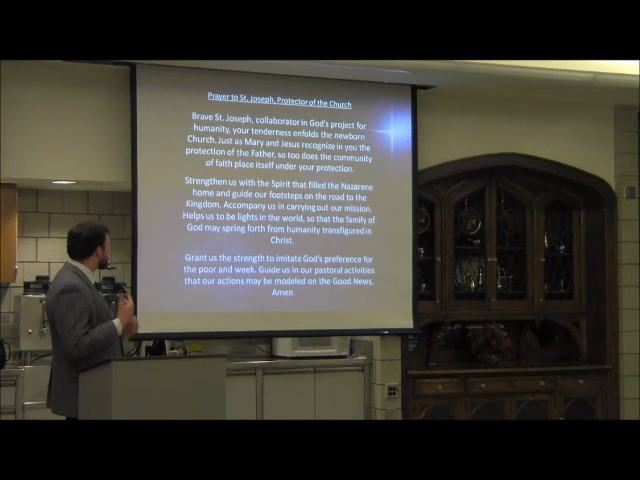 Prayer to St. Joseph, Protector of the Church
Brave St. Joseph, collaborator in God's project for
humanity, your tenderness enfolds the newborn
Church. Just as Mary and Jesus recognize in you the
protection of the Father, so too does the community
of faith place itself under your protection.
Strengthen us with the Spirit that filled the Nazarene
home and guide our footsteps on the road to the
Kingdom. Accompany us in carrying out our mission.
Helps us to be lights in the world, so that the family of
God may spring forth from humanity transfigured in
Christ.
Grant us the strength to imitate God's preference for
the poor and week. Guide us in our pastoral activities
that our actions may be modeled on the Good News.
Amen